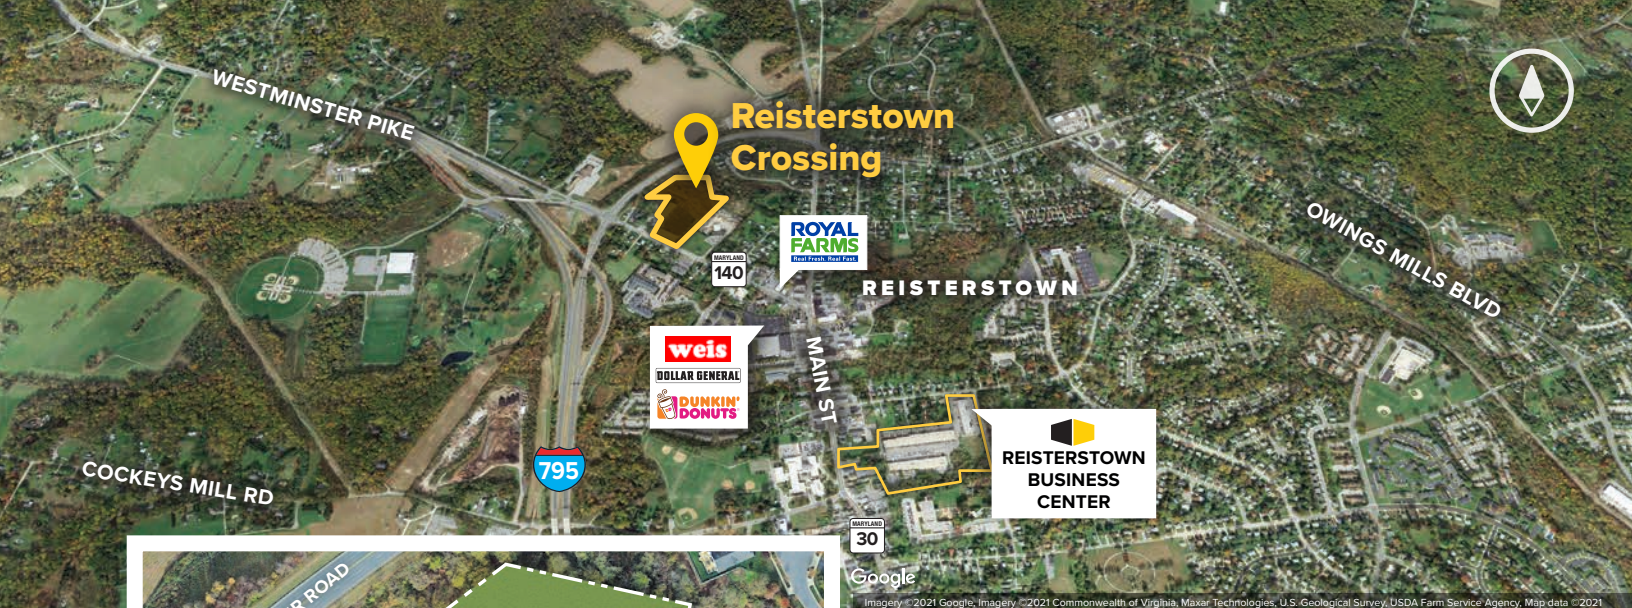 WESTMINSTER PIKE
Reisterstown
Crossing
OWINGS MILLS BLVD
ROYAL
FARMS
Real Fresh. Real Fast.
MARYLAND
140
REISTERSTOWN
weis
DOLLAR GENERAL
DUNKIN'
DONUTS
MAIN ST
REISTERSTOWN
BUSINESS
CENTER
795
COCKEYS MILL RD
MARYLAND
30
R ROAD
Google
Imagery ©2021 Google, Imagery ©2021 Commonwealth of Virginia, Maxar Technologies, U.S. Geological Survey, USDA Farm Service Agency, Map data ©2021